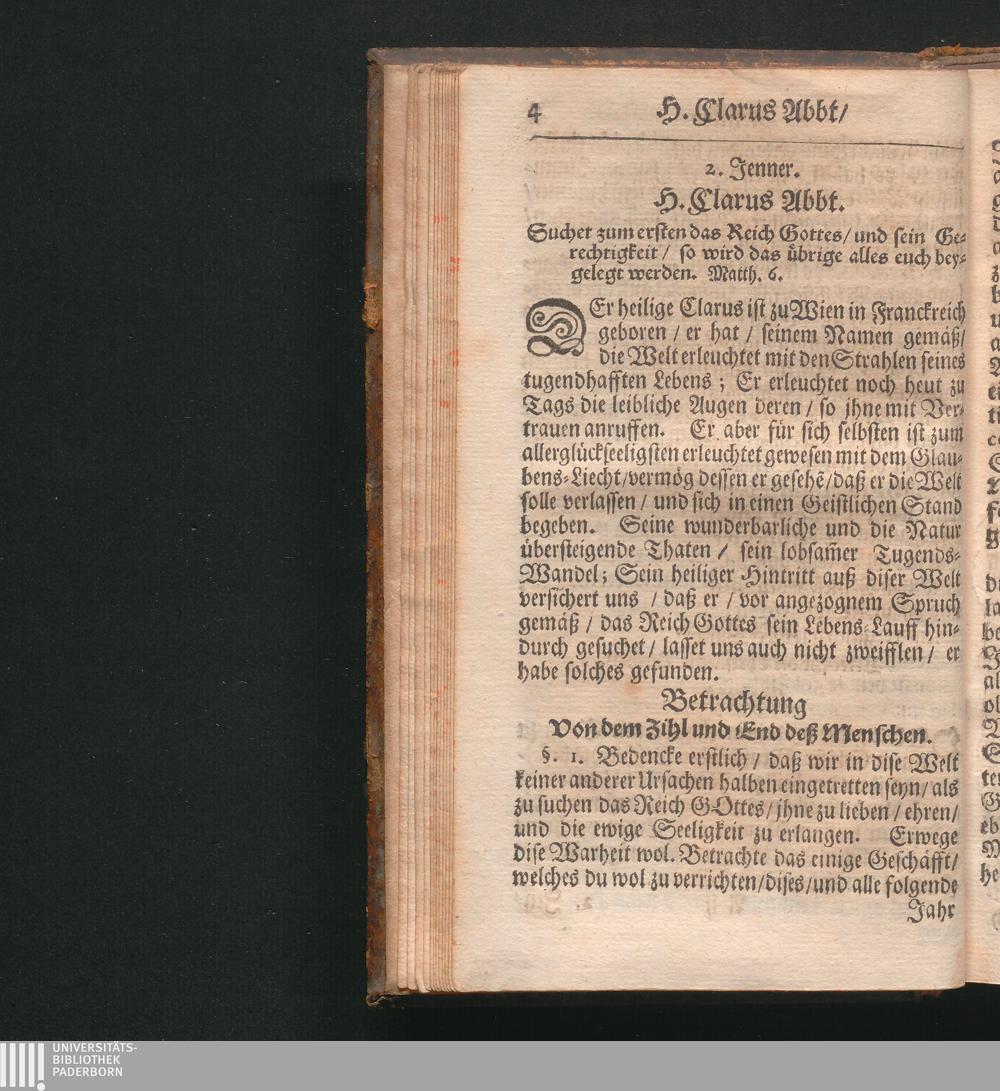 4 H. Clarus Abbt/
2. Jenner.
H. Clarus Abbt.
Suchet zum ersten das Reich Gottes/ und sein Ge-
rechtigkeit / so wird das übrige alles euch bey-
gelegt werden. Matth. 6.
DEr heilige Clarus ist zu Wien in Franckreich
geboren / er hat / seinem Namen gemäß/
die Welt erleuchtet mit den Strahlen seines
tugendhafften Lebens ; Er erleuchtet noch heut zu
Tags die leibliche Augen deren / so jhne mit Ver-
trauen anruffen. Er aber für sich selbsten ist zum
allerglückseeligsten erleuchtet gewesen mit dem Glau-
bens-Liecht/vermög dessen er gesehē/daß er die Welt
solle verlassen / und sich in einen Geistlichen Stand
begeben. Seine wunderbarliche und die Natur
übersteigende Thaten / sein lobsam̃er Tugends-
Wandel; Sein heiliger Hintritt auß diser Welt
versichert uns / daß er / vor angezognem Spruch
gemäß / das Reich Gottes sein Lebens-Lauff hin-
durch gesuchet / lasset uns auch nicht zweifflen / er
habe solches gefunden.
Betrachtung
Von dem Zihl und End deß Menschen.
§. 1. Bedencke erstlich / daß wir in dise Welt
keiner anderer Ursachen halben eingetretten seyn/ als
zu suchen das Reich GOttes/ jhne zu lieben / ehren/
und die ewige Seeligkeit zu erlangen. Erwege
dise Warheit wol. Betrachte das einige Geschäfft/
welches du wol zu verrichten/dises/und alle folgende
Jahr
UNIVERSITÄTS-
BIBLIOTHEK
PADERBORN